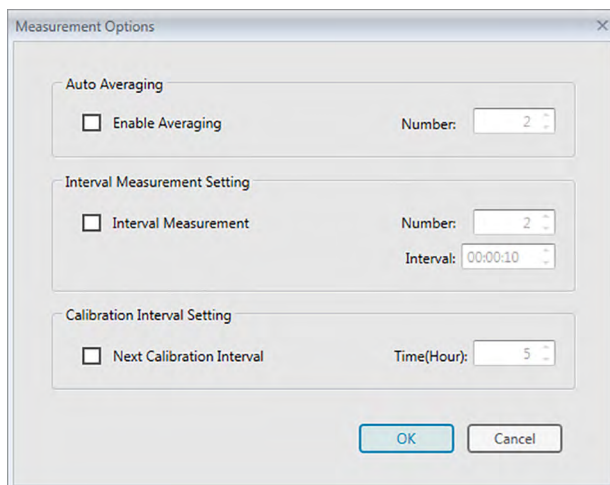 Measurement Options
Auto Averaging
Enable Averaging Number: 2
Interval Measurement Setting
Interval Measurement Number: 2
Interval: 00:00:10
Calibration Interval Setting
Next Calibration Interval Time(Hour): 5
OK Cancel